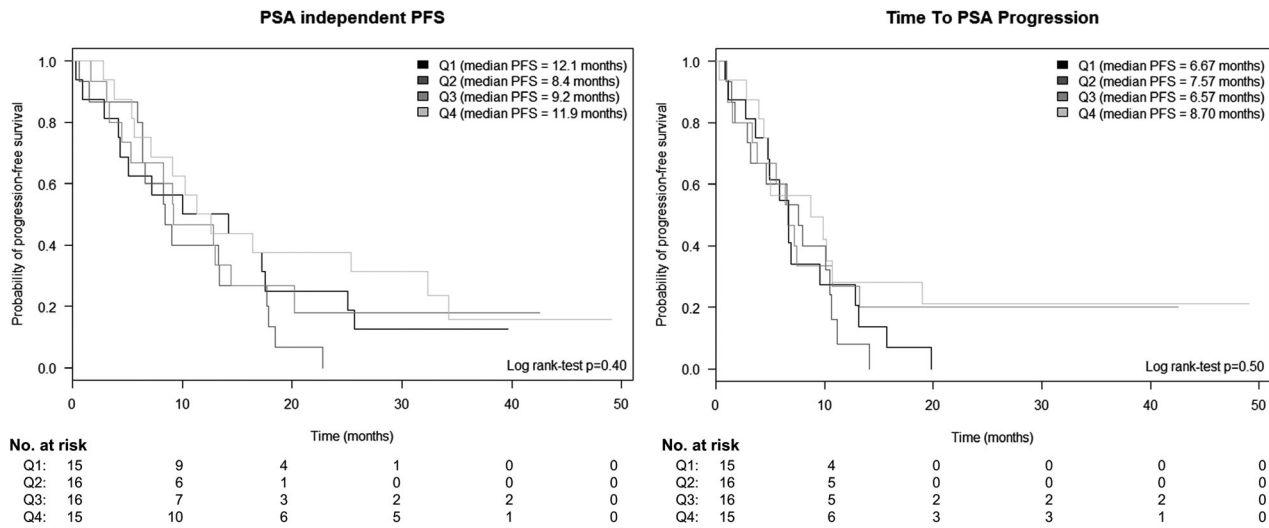 PSA independent PFS
Probability of progression-free survival
1.0
0.8
0.6
0.4
0.2
0.0
Q1 (median PFS = 12.1 months)
Q2 (median PFS = 8.4 months)
Q3 (median PFS = 9.2 months)
Q4 (median PFS = 11.9 months)
Log rank-test p=0.40
0 10 20 30 40 50
Time (months)
No. at risk
Q1: 15 9 4 1 0 0
Q2: 16 6 1 0 0 0
Q3: 16 7 3 2 2 0
Q4: 15 10 6 5 1 0
Time To PSA Progression
Probability of progression-free survival
1.0
0.8
0.6
0.4
0.2
0.0
Q1 (median PFS = 6.67 months)
Q2 (median PFS = 7.57 months)
Q3 (median PFS = 6.57 months)
Q4 (median PFS = 8.70 months)
Log rank-test p=0.50
0 10 20 30 40 50
Time (months)
No. at risk
Q1: 15 4 0 0 0 0
Q2: 16 5 0 0 0 0
Q3: 16 5 2 2 2 0
Q4: 15 6 3 3 1 0